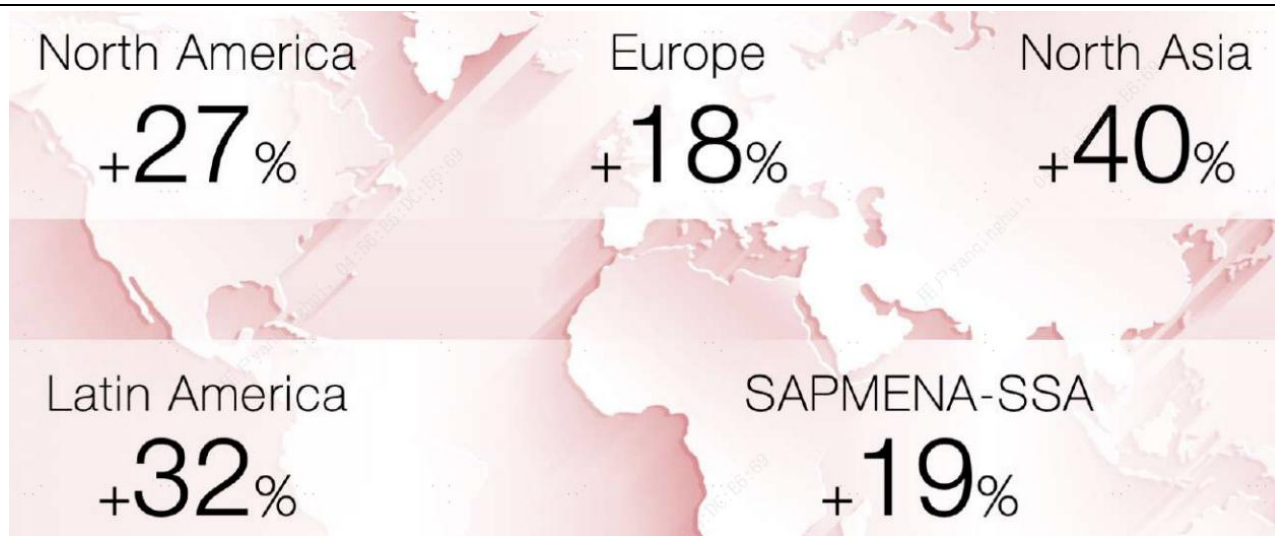 North America
+27%
Europe
+18%
North Asia
+40%
Latin America
+32%
SAPMENA-SSA
+19%